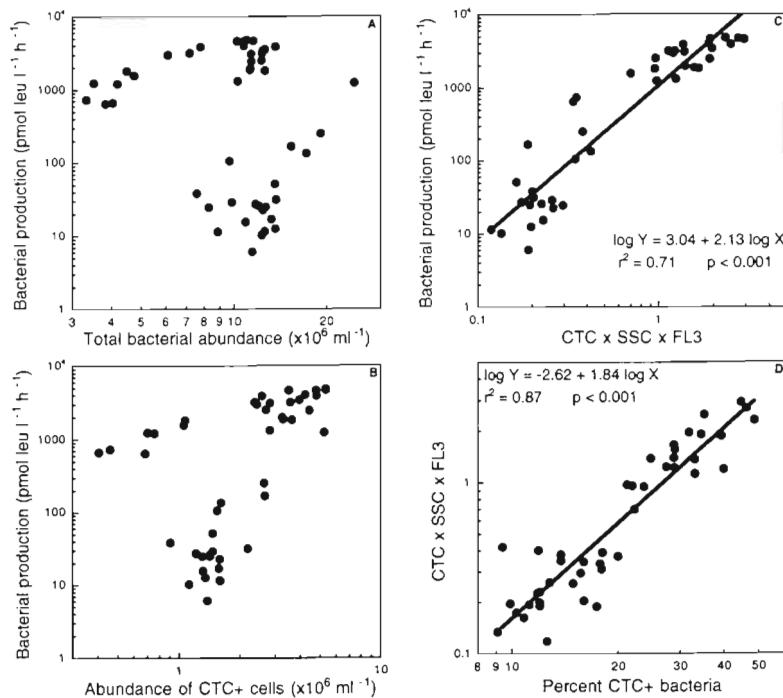 A
Bacterial production (pmol leu l⁻¹ h⁻¹)
10⁴
1000
100
10
1
3 4 5 6 7 8 9 10 20
Total bacterial abundance (x10⁶ ml⁻¹)
C
Bacterial production (pmol leu l⁻¹ h⁻¹)
10⁴
1000
100
10
1
log Y = 3.04 + 2.13 log X
r² = 0.71 p < 0.001
0.1 1
CTC x SSC x FL3
B
Bacterial production (pmol leu l⁻¹ h⁻¹)
10⁴
1000
100
10
1
1 10
Abundance of CTC+ cells (x10⁶ ml⁻¹)
D
log Y = -2.62 + 1.84 log X
r² = 0.87 p < 0.001
CTC x SSC x FL3
1
0.1
8 9 10 20 30 40 50
Percent CTC+ bacteria